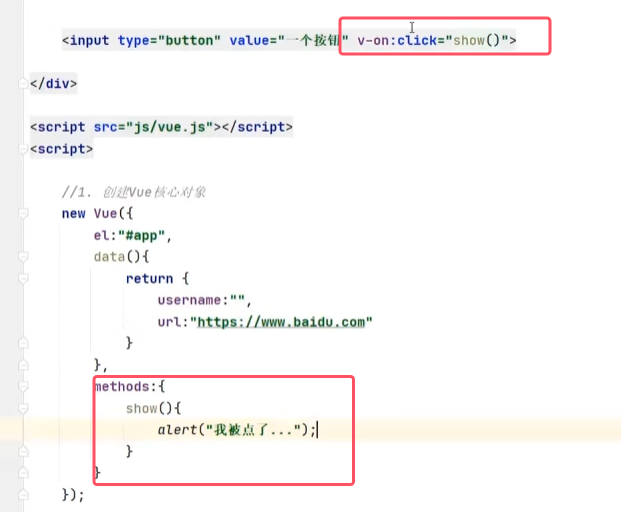 <input type="button" value="一个按钮" v-on:click="show()">
</div>
<script src="js/vue.js"></script>
<script>
//1. 创建Vue核心对象
new Vue({
el:"#app",
data(){
return {
username:"",
url:"https://www.baidu.com"
}
},
methods:{
show(){
alert("我被点了...");
}
}
});